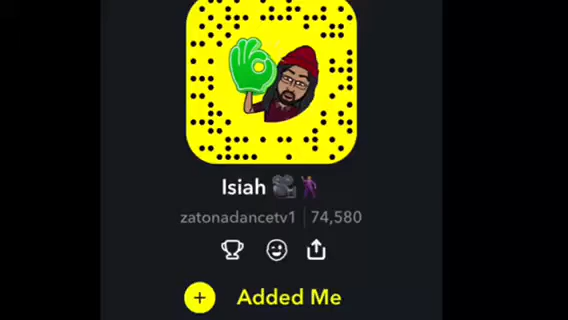 Isiah 🎥🕺🏾
zatonadancetv1 | 74,580
Added Me